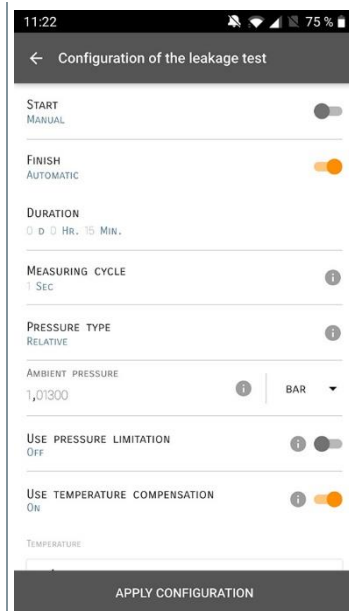 11:22 75 %
Configuration of the leakage test
START
MANUAL
FINISH
AUTOMATIC
DURATION
0 D 0 HR. 15 MIN.
MEASURING CYCLE
1 SEC
PRESSURE TYPE
RELATIVE
AMBIENT PRESSURE
1,01300 BAR
USE PRESSURE LIMITATION
OFF
USE TEMPERATURE COMPENSATION
ON
TEMPERATURE
APPLY CONFIGURATION